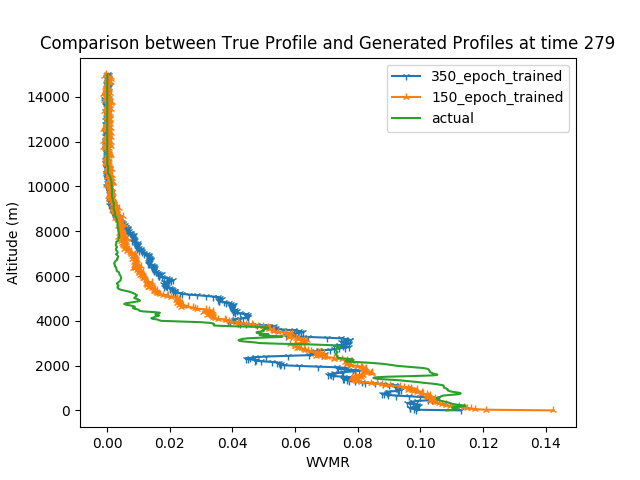 Comparison between True Profile and Generated Profiles at time 279
350_epoch_trained
150_epoch_trained
actual
Altitude (m)
14000
12000
10000
8000
6000
4000
2000
0
0.00 0.02 0.04 0.06 0.08 0.10 0.12 0.14
WVMR